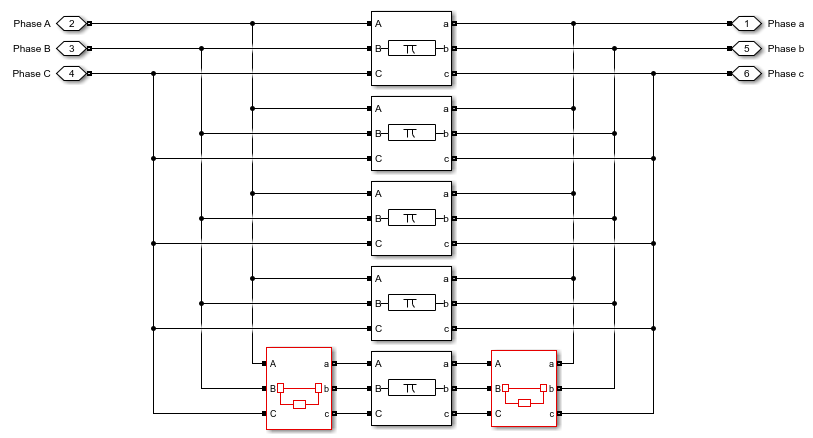 Phase A 2 A a 1 Phase a
Phase B 3 B π b 5 Phase b
Phase C 4 C c 6 Phase c
A a
B π b
C c
A a
B π b
C c
A a
B π b
C c
A a A a A a
B b B π b B b
C c C c C c